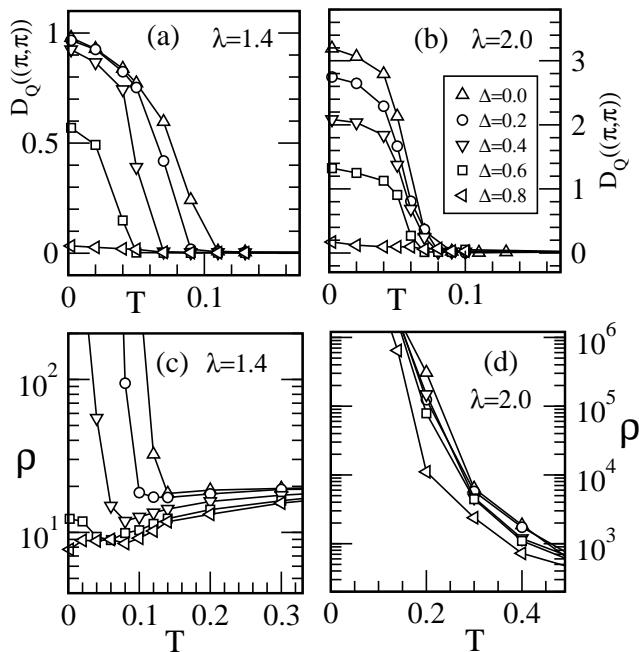 (a) λ=1.4
D_Q((π,π))
1
0.5
0
0 0.1
T
(b) λ=2.0
Δ=0.0
Δ=0.2
Δ=0.4
Δ=0.6
Δ=0.8
3
2
1
0
D_Q((π,π))
0 0.1
T
(c) λ=1.4
10^2
10^1
ρ
0 0.1 0.2 0.3
T
(d)
λ=2.0
10^6
10^5
10^4
10^3
ρ
0.2 0.4
T